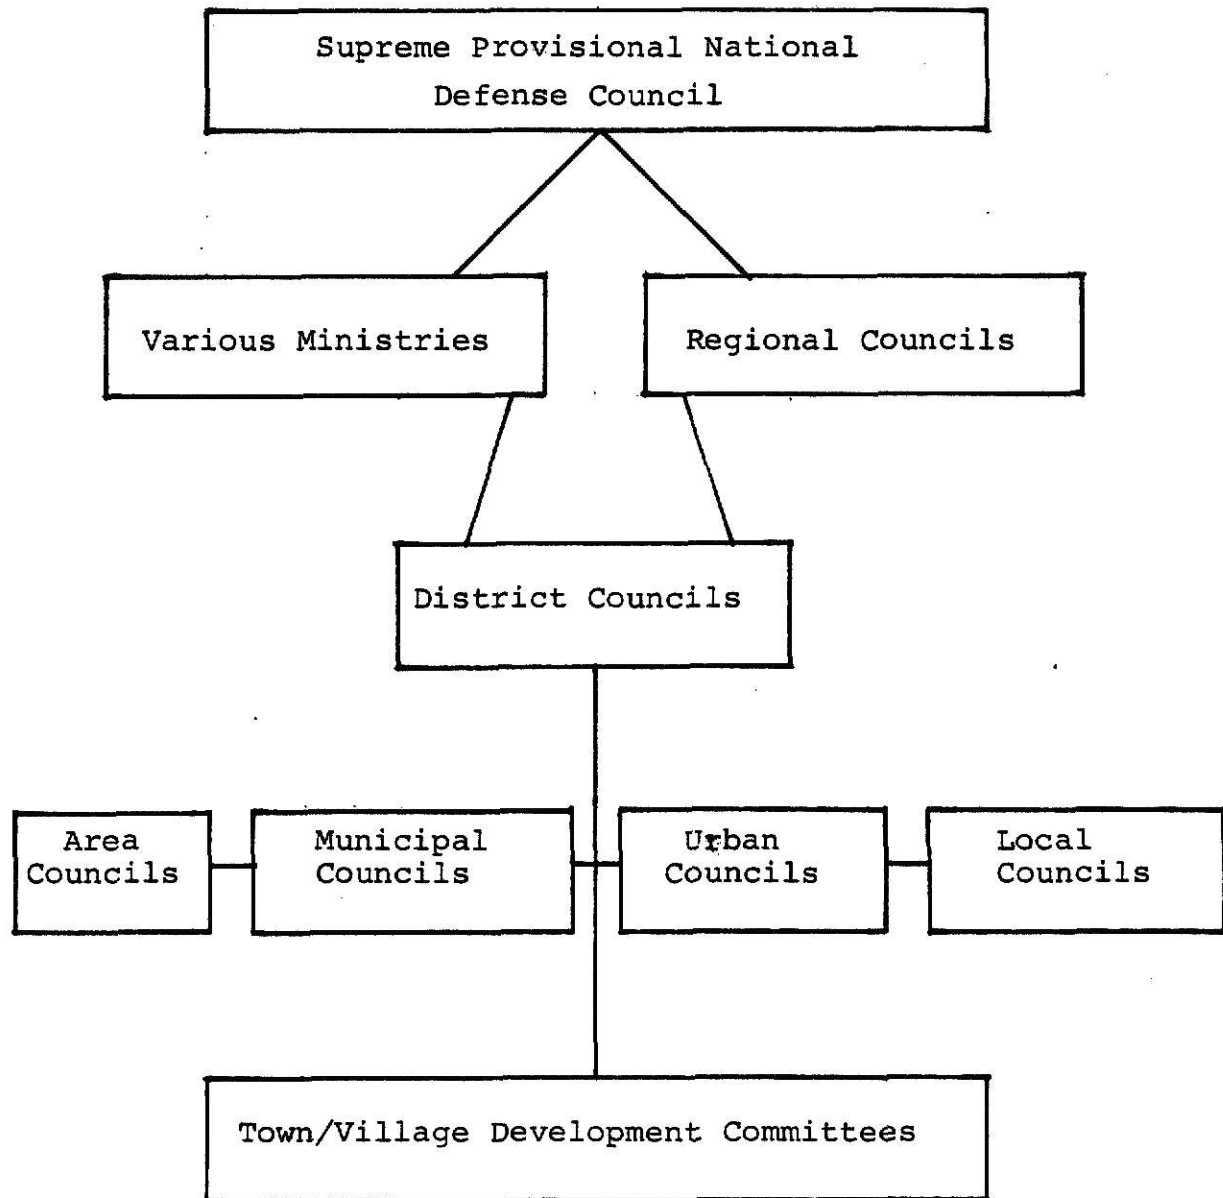 Supreme Provisional National
Defense Council
Various Ministries
Regional Councils
District Councils
Area
Councils
Municipal
Councils
Urban
Councils
Local
Councils
Town/Village Development Committees